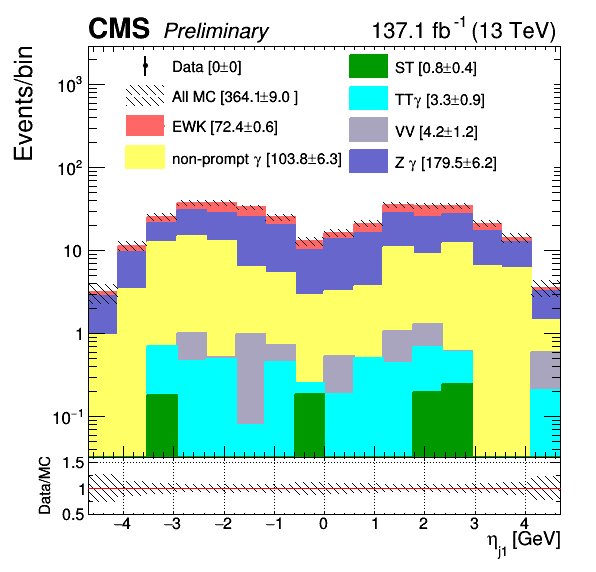 CMS Preliminary 137.1 fb⁻¹ (13 TeV)
Events/bin
Data [0±0]
All MC [364.1±9.0 ]
EWK [72.4±0.6]
non-prompt γ [103.8±6.3]
ST [0.8±0.4]
TTγ [3.3±0.9]
VV [4.2±1.2]
Z γ [179.5±6.2]
10³
10²
10
1
10⁻¹
Data/MC
1.5
1
0.5
−4 −3 −2 −1 0 1 2 3 4
η_j1 [GeV]